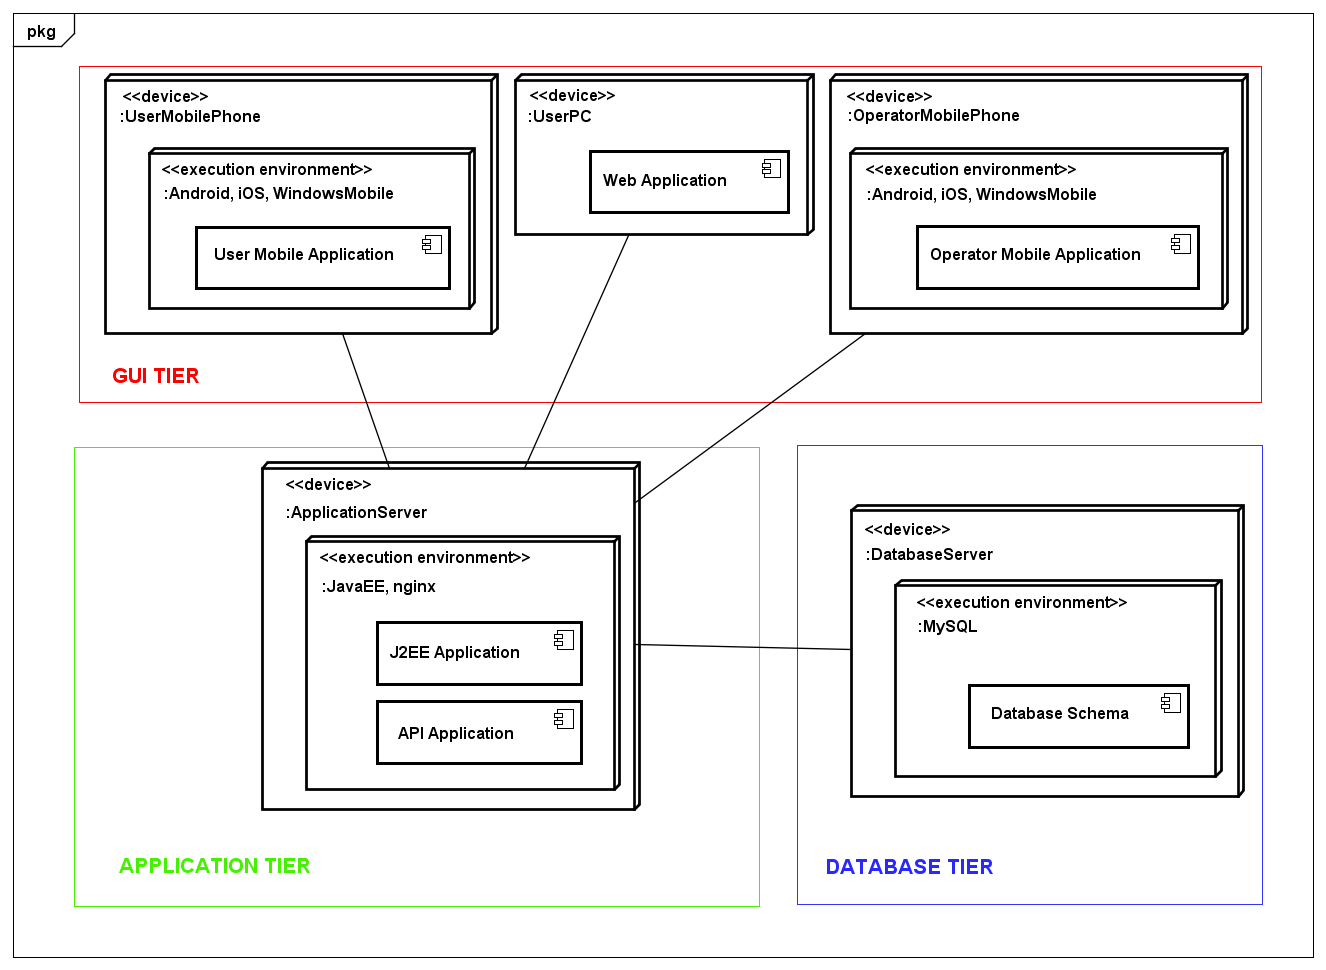 pkg
<<device>>
:UserMobilePhone
<<execution environment>>
:Android, iOS, WindowsMobile
User Mobile Application
<<device>>
:UserPC
Web Application
<<device>>
:OperatorMobilePhone
<<execution environment>>
:Android, iOS, WindowsMobile
Operator Mobile Application
GUI TIER
<<device>>
:ApplicationServer
<<execution environment>>
:JavaEE, nginx
J2EE Application
API Application
APPLICATION TIER
<<device>>
:DatabaseServer
<<execution environment>>
:MySQL
Database Schema
DATABASE TIER